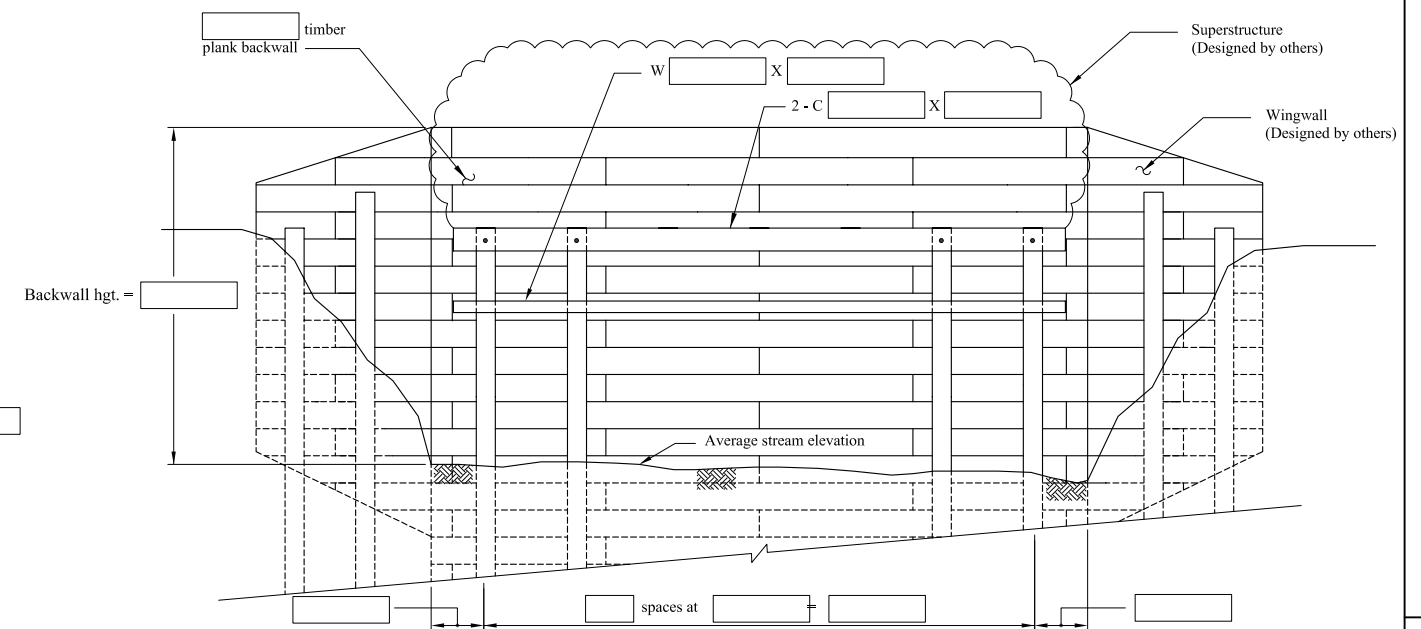 timber
plank backwall
Superstructure
(Designed by others)
W X
2 - C X
Wingwall
(Designed by others)
Backwall hgt. =
Average stream elevation
spaces at =